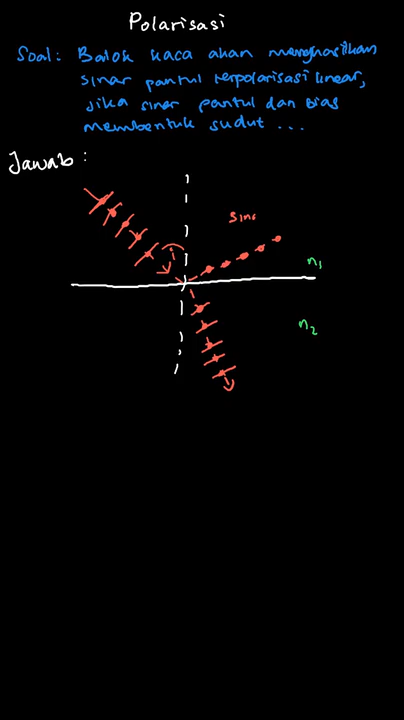 Polarisasi
Soal: Balok kaca akan menghasilkan
sinar pantul terpolarisasi linear,
jika sinar pantul dan bias
membentuk sudut ...
Jawab:
sina
i
n1
n2